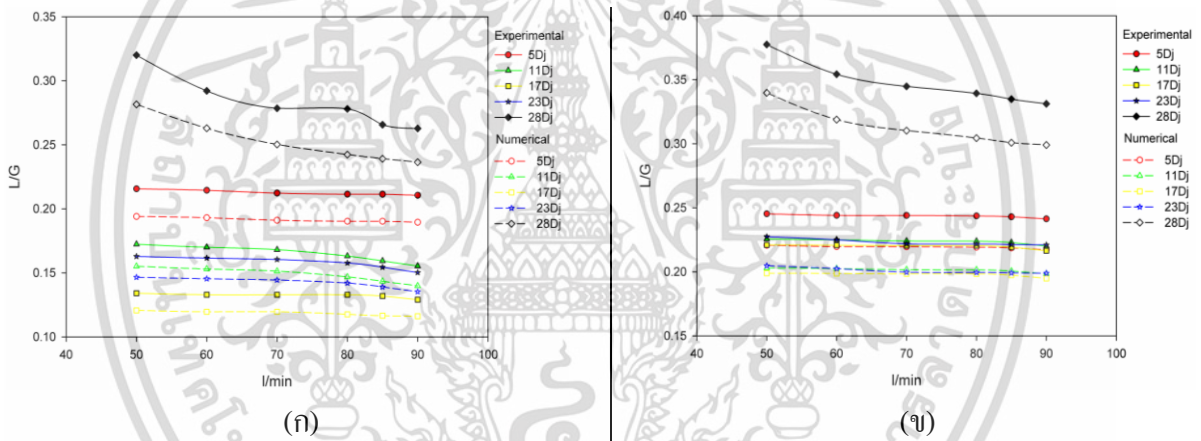 0.35
0.30
0.25
0.20
0.15
0.10
40
50
60
70
80
90
100
L/G
l/min
Experimental
5Dj
11Dj
17Dj
23Dj
28Dj
Numerical
5Dj
11Dj
17Dj
23Dj
28Dj
(ก)
0.40
0.35
0.30
0.25
0.20
0.15
40
50
60
70
80
90
100
L/G
l/min
Experimental
5Dj
11Dj
17Dj
23Dj
28Dj
Numerical
5Dj
11Dj
17Dj
23Dj
28Dj
(ข)